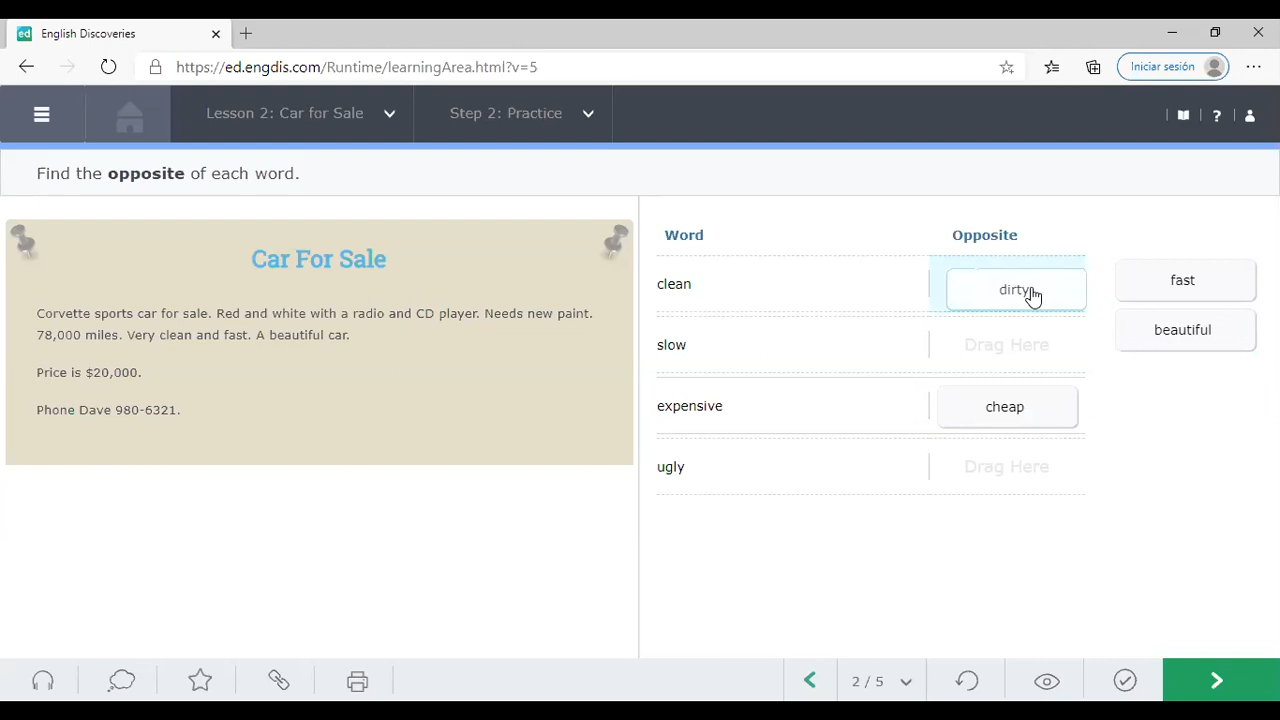 English Discoveries
https://ed.engdis.com/Runtime/learningArea.html?v=5
Iniciar sesión
Lesson 2: Car for Sale
Step 2: Practice
?
Find the opposite of each word.
Car For Sale
Corvette sports car for sale. Red and white with a radio and CD player. Needs new paint.
78,000 miles. Very clean and fast. A beautiful car.
Price is $20,000.
Phone Dave 980-6321.
Word Opposite
clean dirty
slow Drag Here
expensive cheap
ugly Drag Here
fast
beautiful
2 / 5